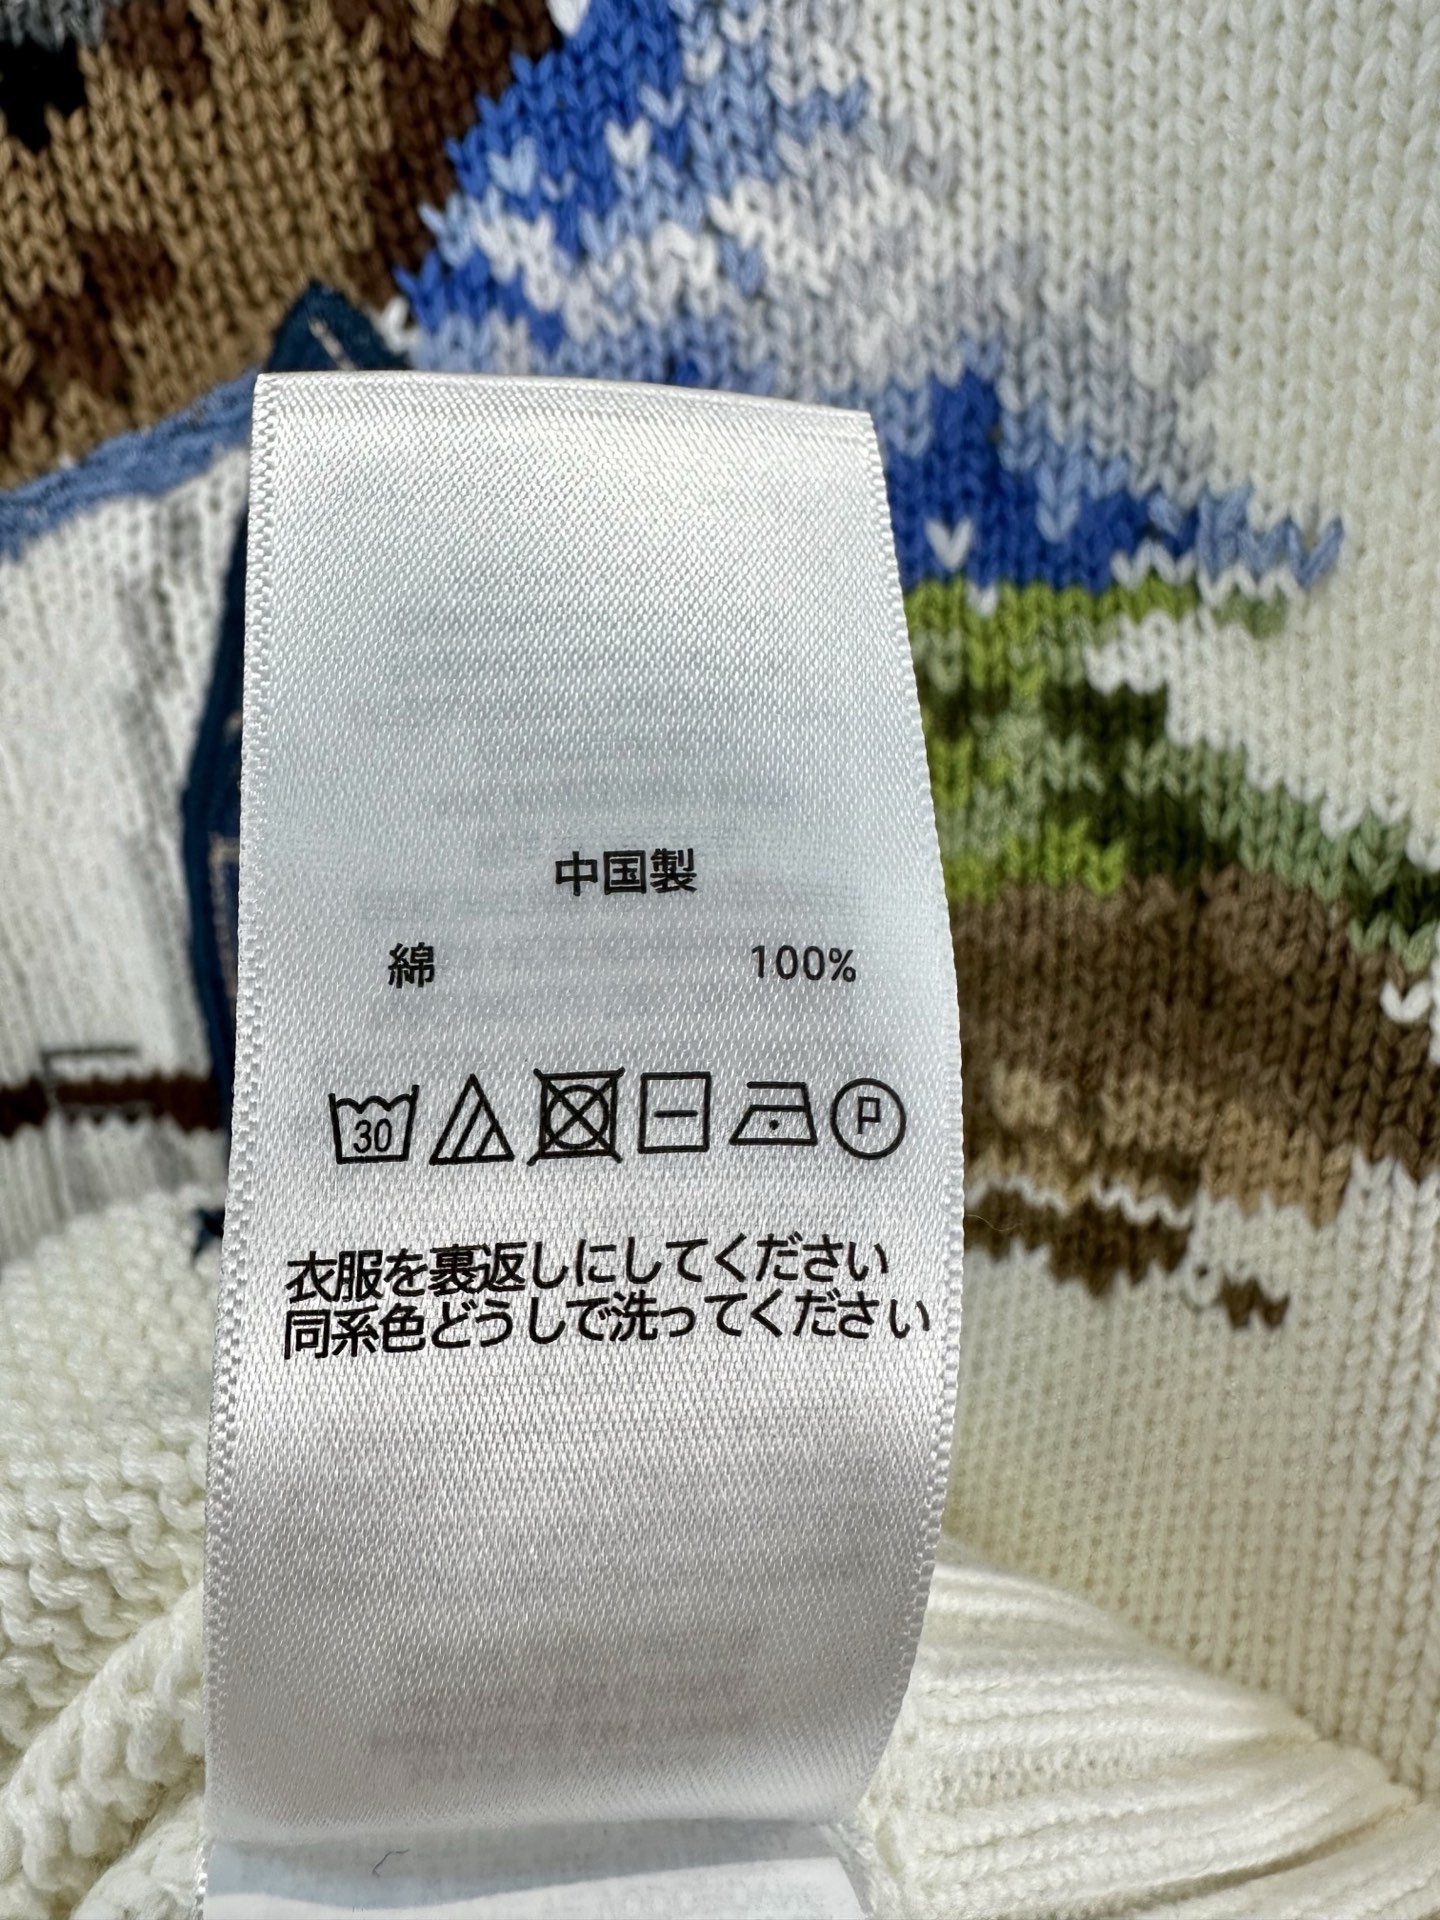 中国製
綿 100%
30
P
衣服を裏返しにしてください
同系色どうしで洗ってください